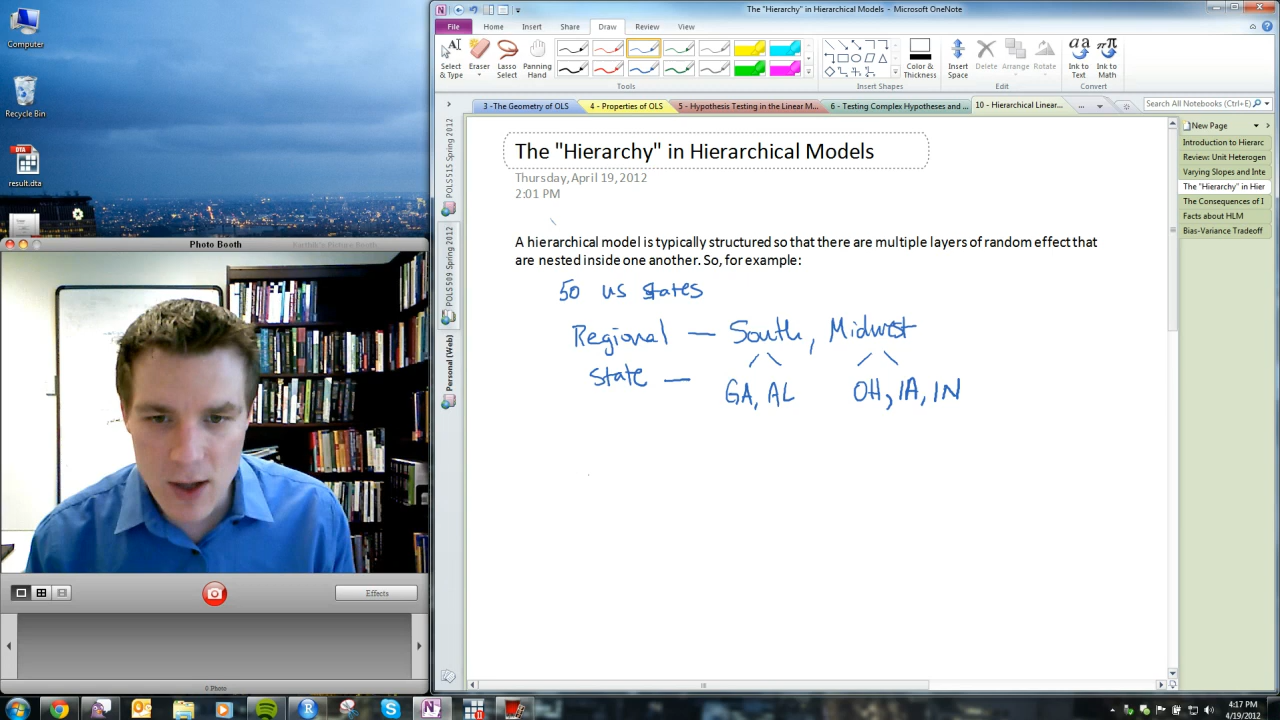 The "Hierarchy" in Hierarchical Models - Microsoft OneNote
File Home Insert Share Draw Review View
Computer
Recycle Bin
result.dta
Select & Type
Eraser
Lasso Select
Panning Hand
Color & Thickness
Insert Space
Delete
Arrange
Rotate
Ink to Text
Ink to Math
Tools
Insert Shapes
Edit
Convert
3 -The Geometry of OLS
4 - Properties of OLS
5 - Hypothesis Testing in the Linear M...
6 - Testing Complex Hypotheses and ...
10 - Hierarchical Linear...
...
Search All Notebooks (Ctrl+E)
New Page
Introduction to Hierarc
Review: Unit Heterogen
Varying Slopes and Inte
The "Hierarchy" in Hier
The Consequences of I
Facts about HLM
Bias-Variance Tradeoff
POLS 515 Spring 2012
POLS 509 Spring 2012
Personal (Web)
The "Hierarchy" in Hierarchical Models
Thursday, April 19, 2012
2:01 PM
A hierarchical model is typically structured so that there are multiple layers of random effect that
are nested inside one another. So, for example:
50 US States
Regional — South, Midwest
State — GA, AL OH, IA, IN
Photo Booth
Effects
0 Photo
4:17 PM
4/19/2012